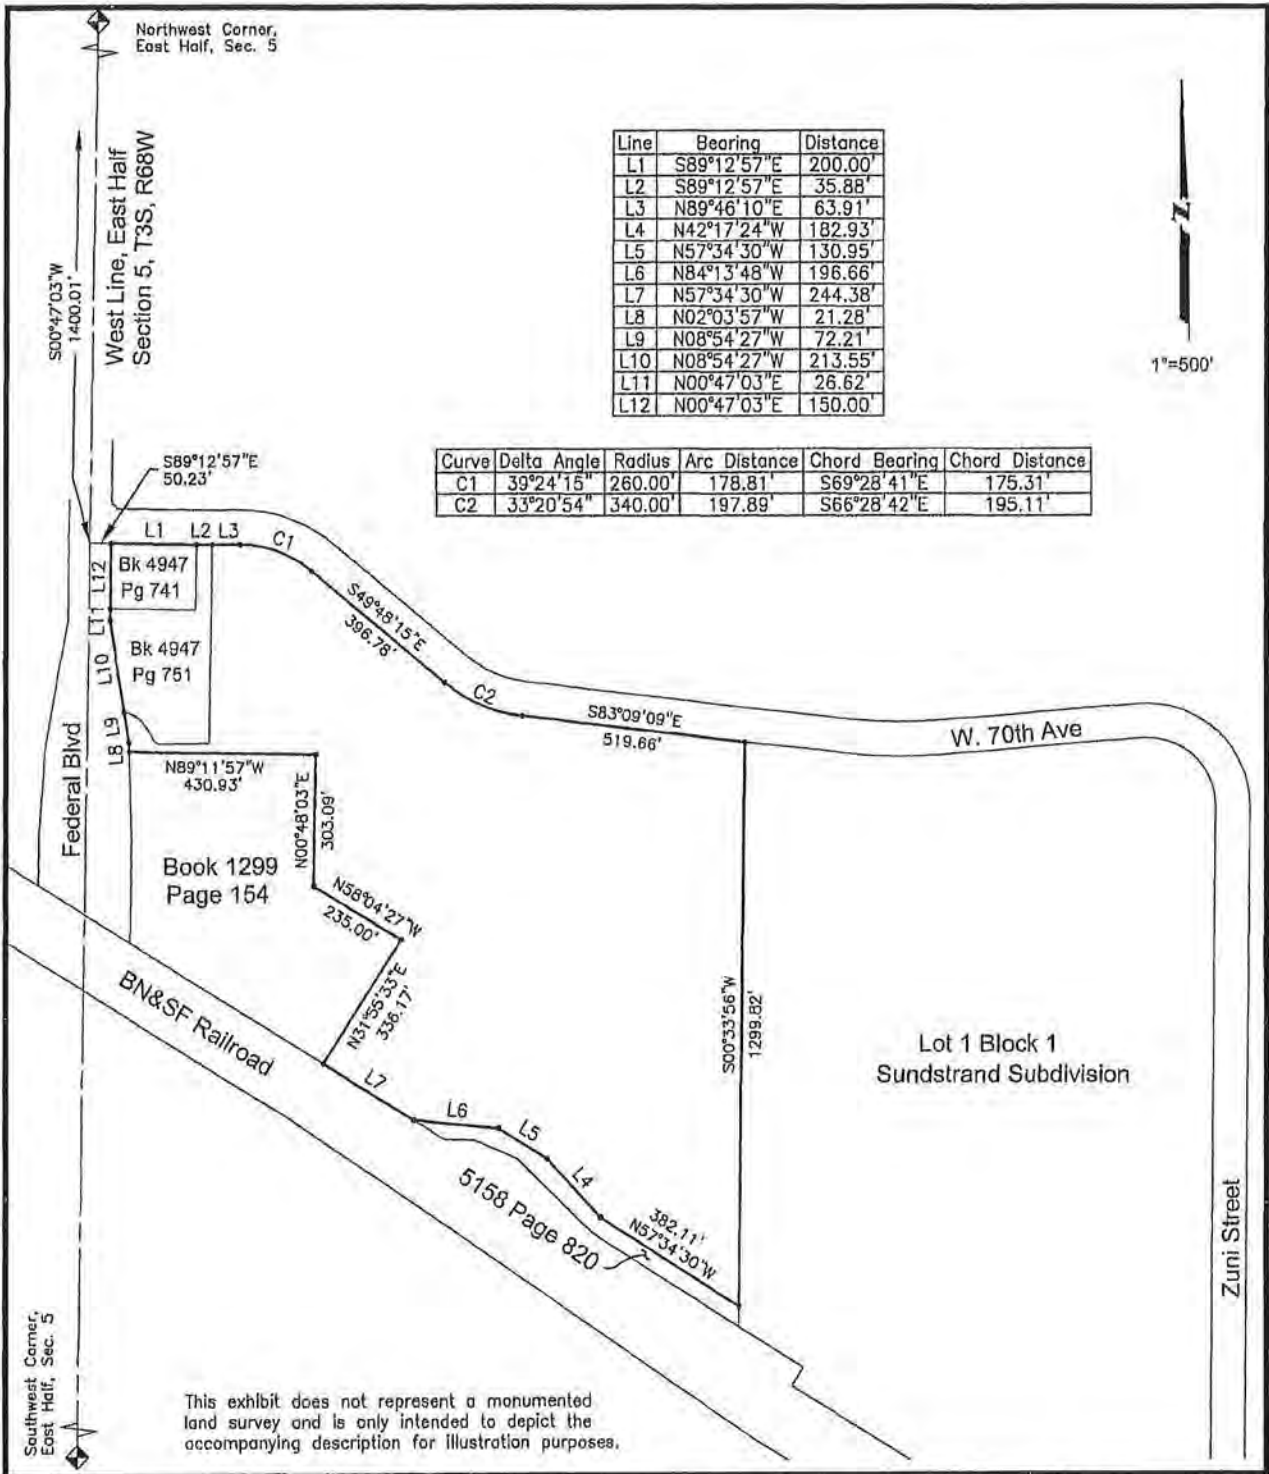 Northwest Corner,
East Half, Sec. 5
S00°47'03"W
1400.01'
West Line, East Half
Section 5, T3S, R68W
Line Bearing Distance
L1 S89°12'57"E 200.00'
L2 S89°12'57"E 35.88'
L3 N89°46'10"E 63.91'
L4 N42°17'24"W 182.93'
L5 N57°34'30"W 130.95'
L6 N84°13'48"W 196.66'
L7 N57°34'30"W 244.38'
L8 N02°03'57"W 21.28'
L9 N08°54'27"W 72.21'
L10 N08°54'27"W 213.55'
L11 N00°47'03"E 26.62'
L12 N00°47'03"E 150.00'
N
1"=500'
Curve Delta Angle Radius Arc Distance Chord Bearing Chord Distance
C1 39°24'15" 260.00' 178.81' S69°28'41"E 175.31'
C2 33°20'54" 340.00' 197.89' S66°28'42"E 195.11'
S89°12'57"E
50.23'
L1 L2 L3 C1
L12
Bk 4947
Pg 741
L11
Bk 4947
Pg 751
L10
L9
L8
S49°48'15"E
396.78'
C2
S83°09'09"E
519.66'
W. 70th Ave
Federal Blvd
N89°11'57"W
430.93'
N00°48'03"E
303.09'
Book 1299
Page 154
N58°04'27"W
235.00'
N31°55'33"E
336.17'
BN&SF Railroad
L7
L6
L5
L4
S00°33'56"W
1299.82'
Lot 1 Block 1
Sundstrand Subdivision
5158 Page 820
382.11'
N57°34'30"W
Zuni Street
Southwest Corner,
East Half, Sec. 5
This exhibit does not represent a monumented
land survey and is only intended to depict the
accompanying description for illustration purposes.